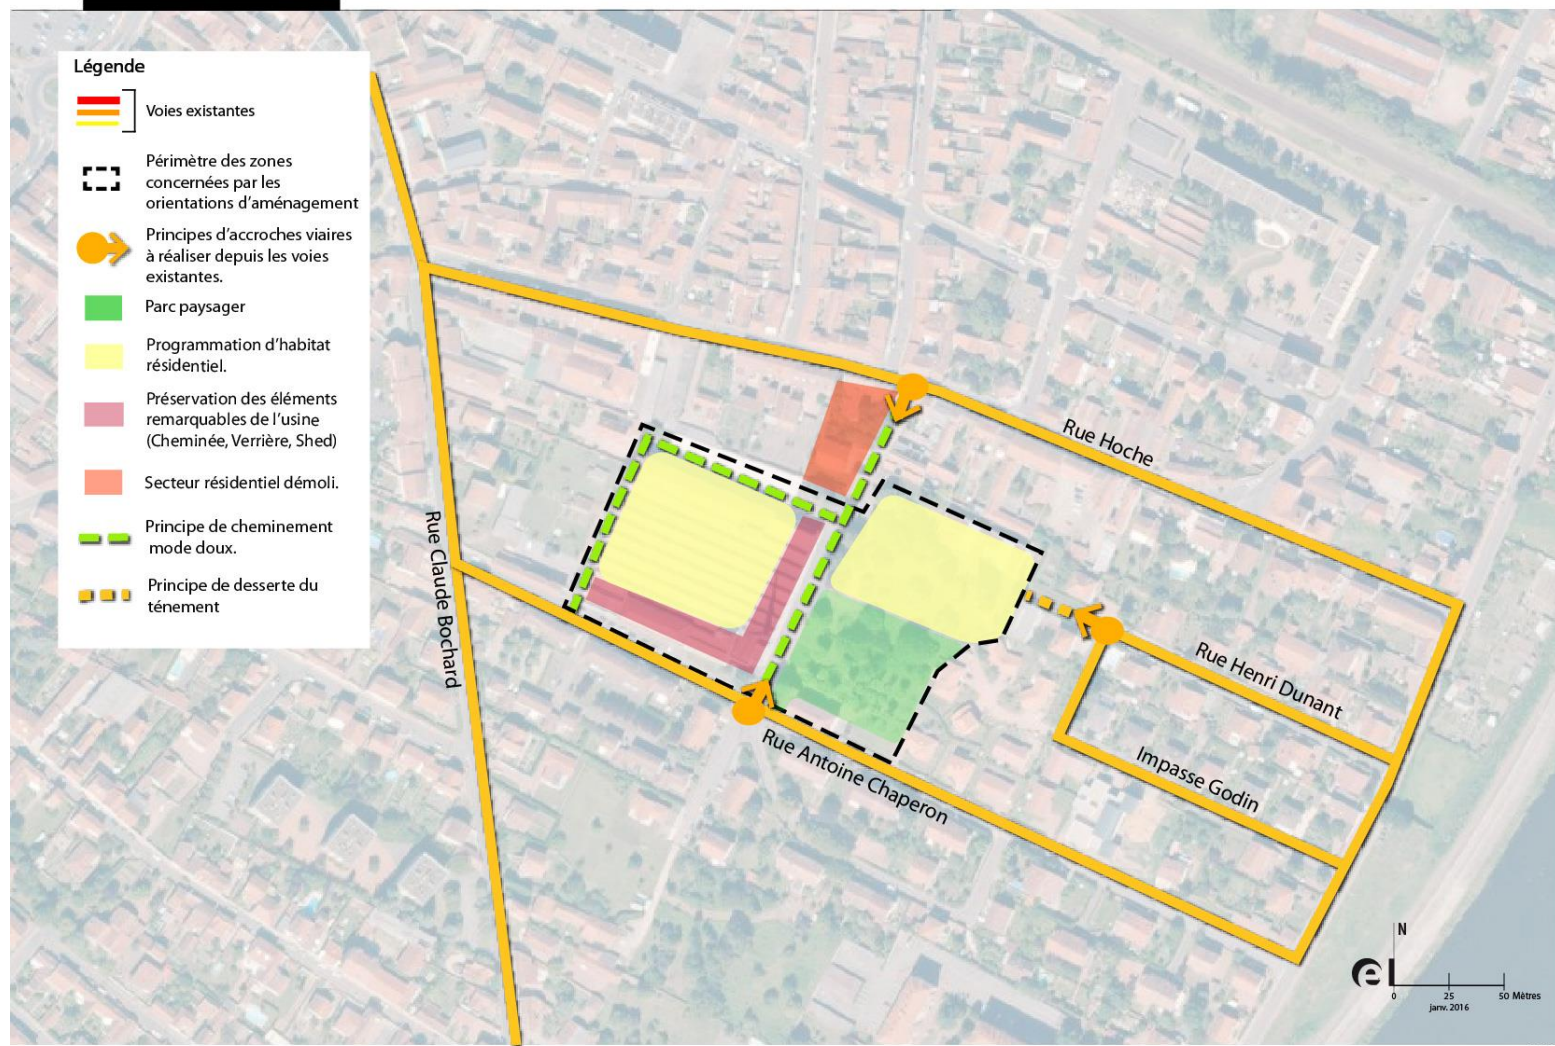 Légende
Voies existantes
Périmètre des zones
concernées par les
orientations d'aménagement
Principes d'accroches viaires
à réaliser depuis les voies
existantes.
Parc paysager
Programmation d'habitat
résidentiel.
Préservation des éléments
remarquables de l'usine
(Cheminée, Verrière, Shed)
Secteur résidentiel démoli.
Principe de cheminement
mode doux.
Principe de desserte du
ténement
Rue Hoche
Rue Claude Bochard
Rue Henri Dunant
Impasse Godin
Rue Antoine Chaperon
N
el
0 25 50 Mètres
janv. 2016